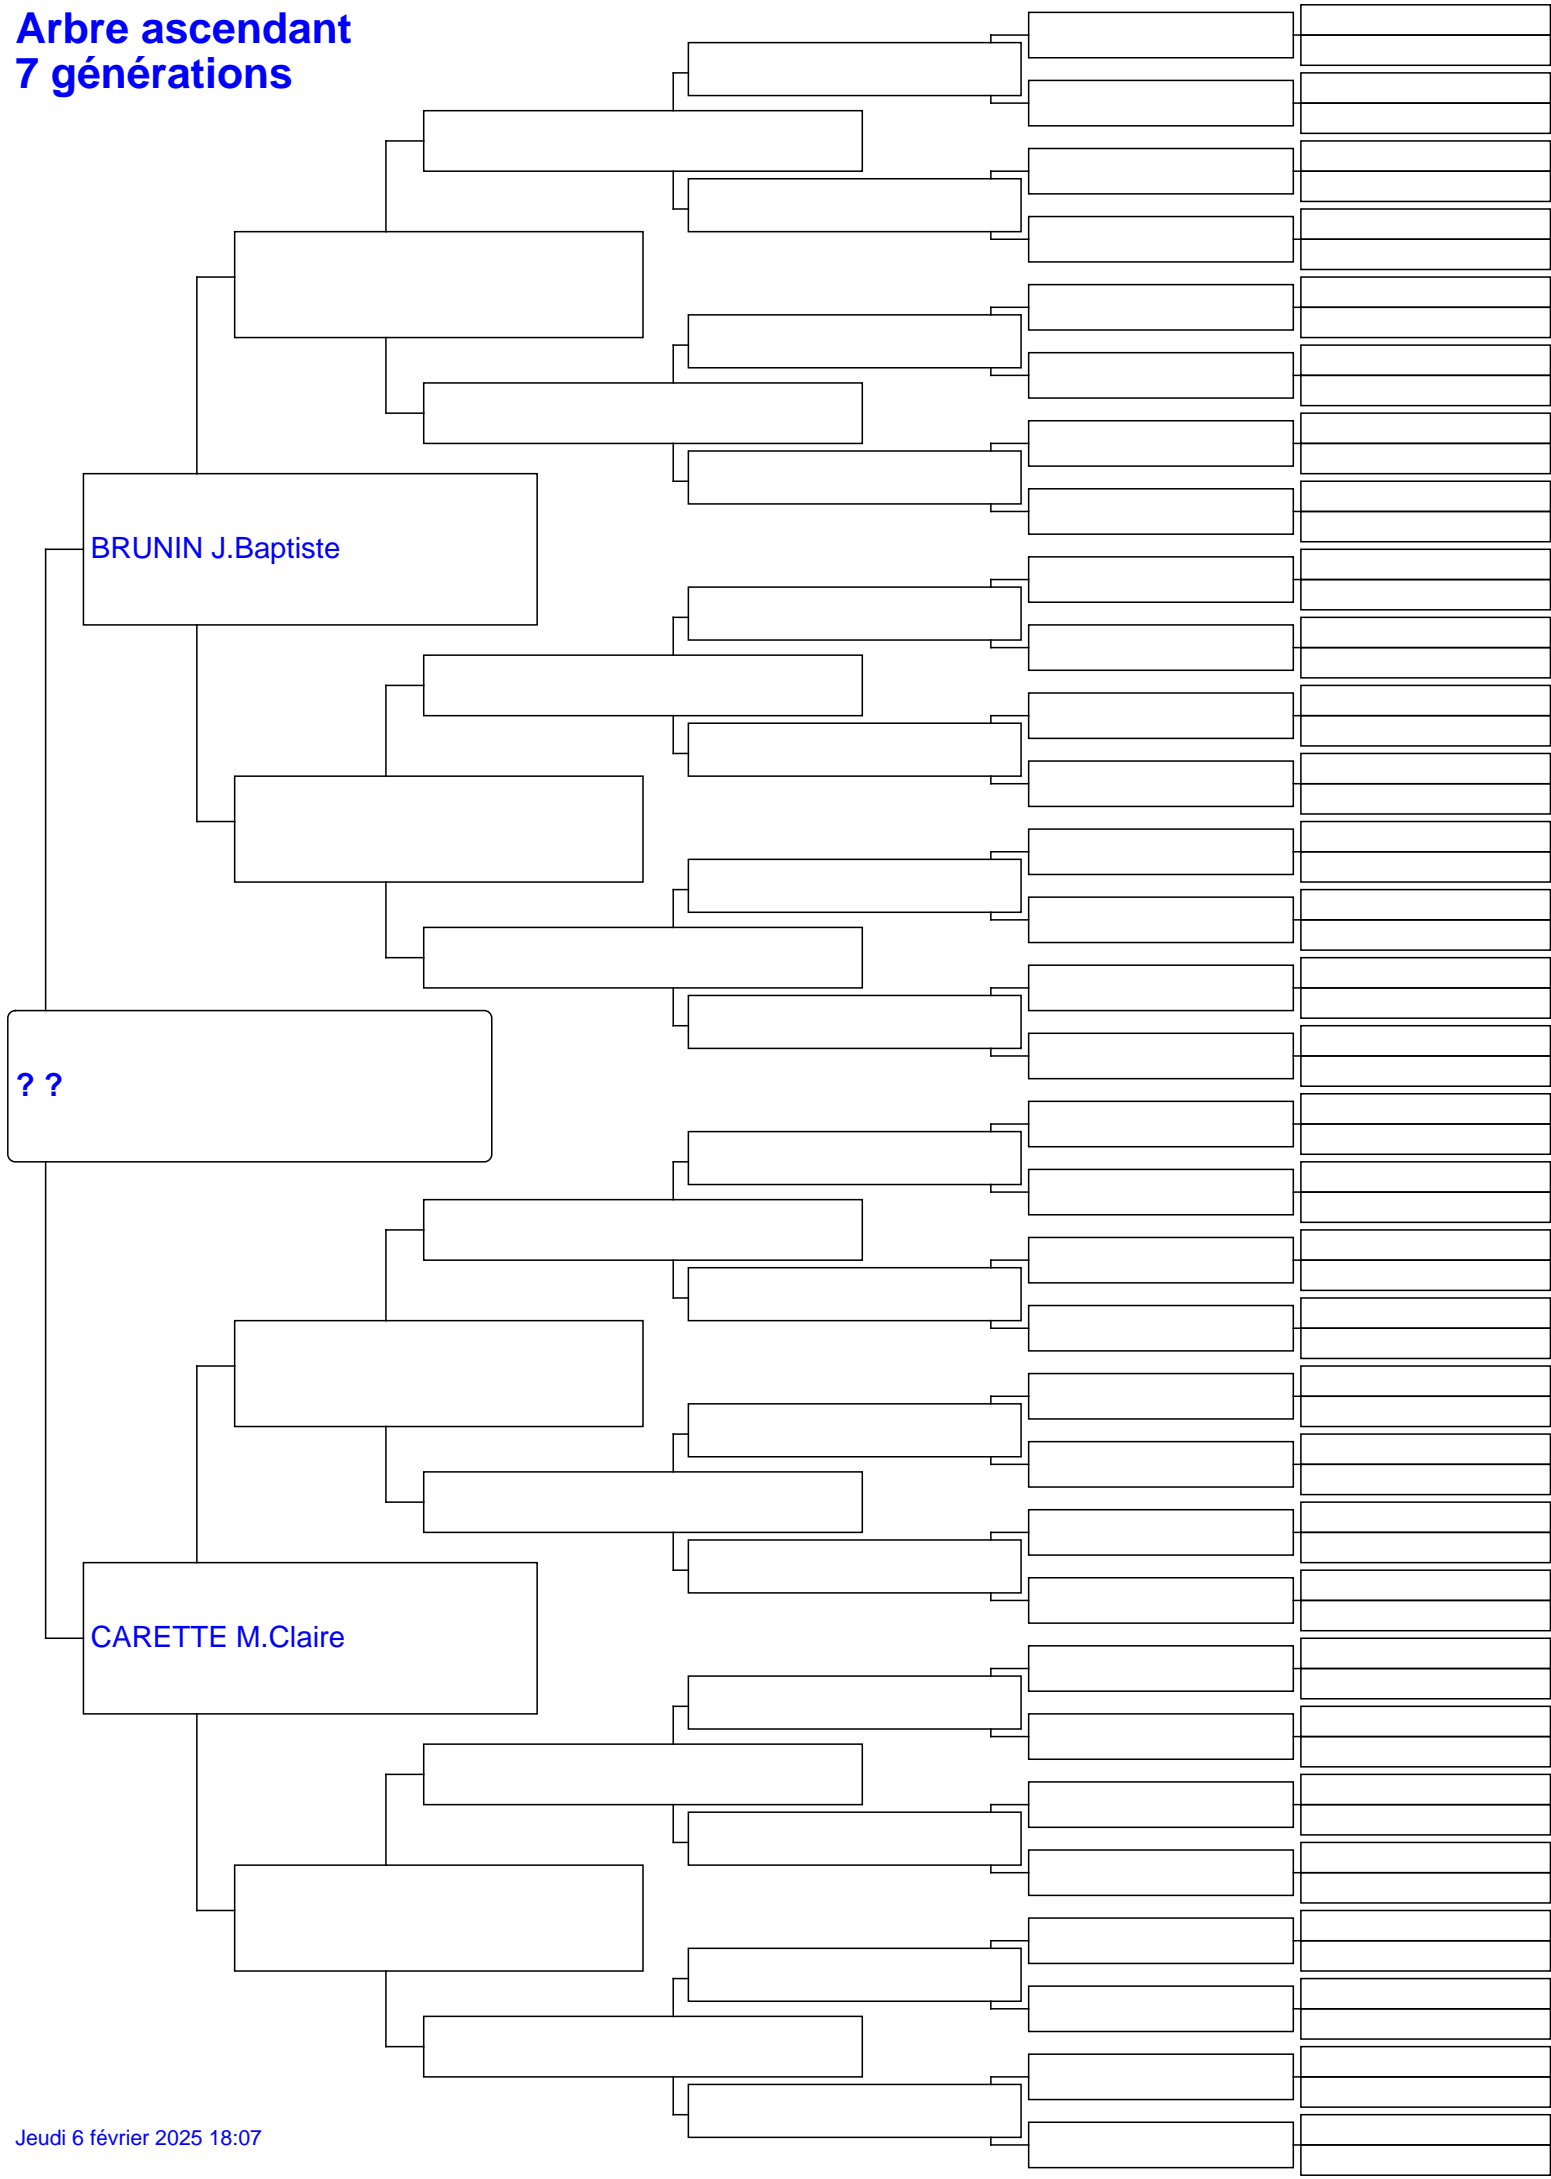 Arbre ascendant
7 générations
BRUNIN J.Baptiste
? ?
CARETTE M.Claire
Jeudi 6 février 2025 18:07